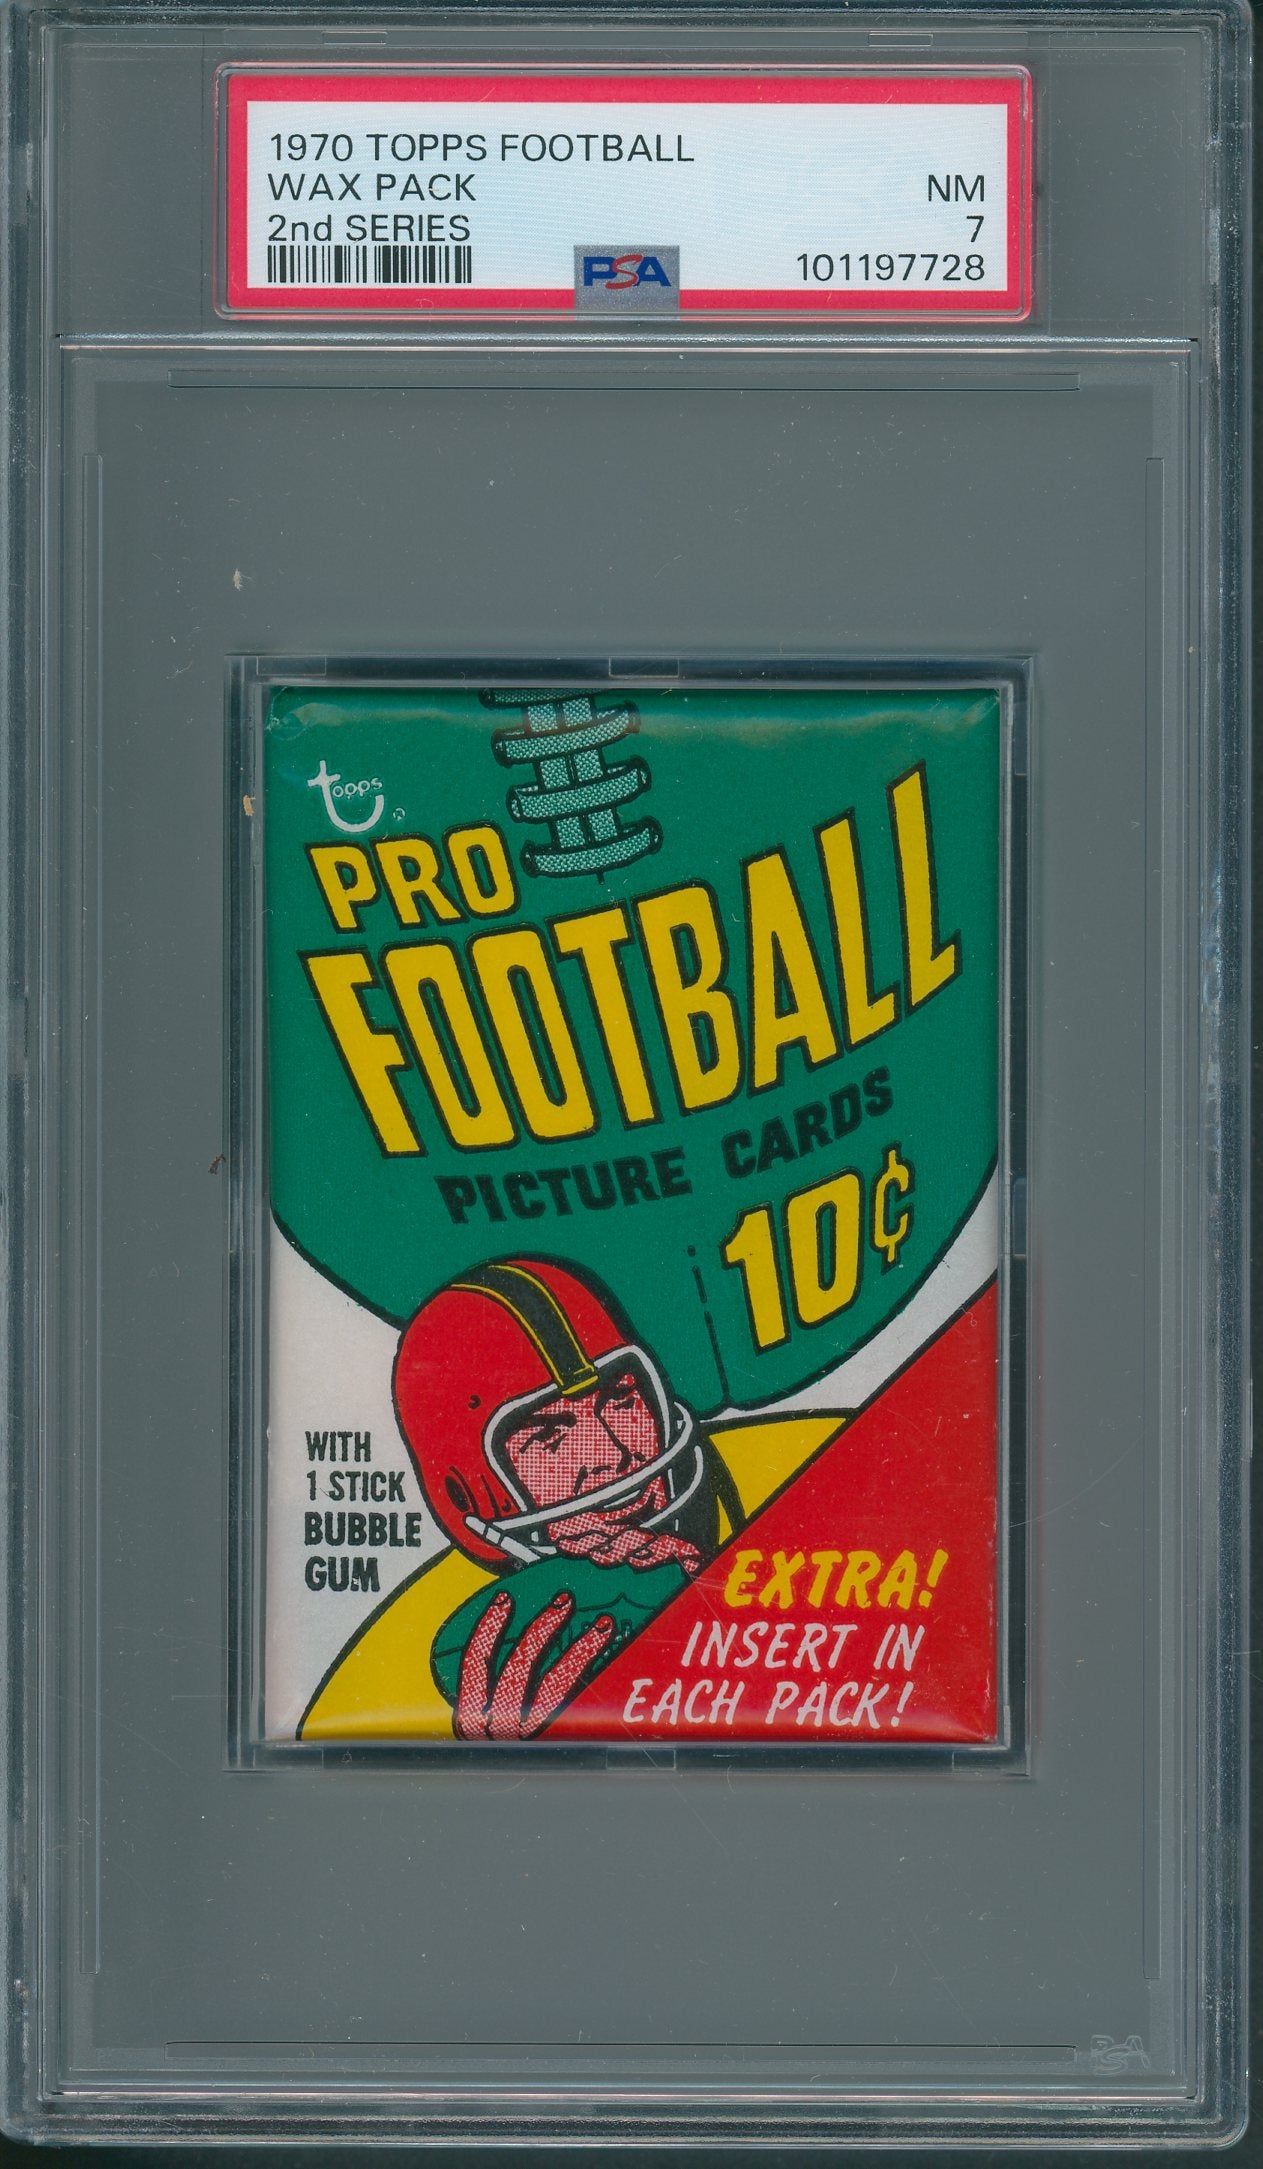 1970 TOPPS FOOTBALL
WAX PACK
NM
2nd SERIES
7
PSA
101197728
topps
PRO
FOOTBALL
PICTURE CARDS
10¢
WITH
1 STICK
BUBBLE
GUM
EXTRA!
INSERT IN
EACH PACK!
PSA